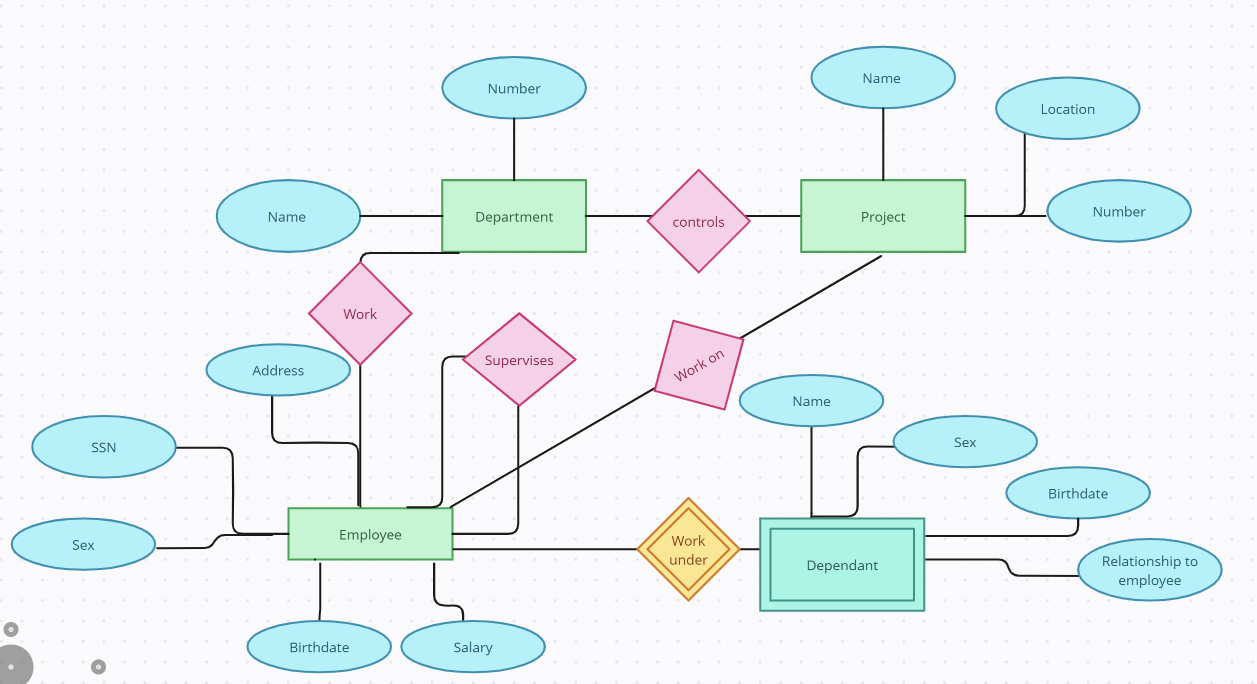 Number
Name
Location
Name
Department
controls
Project
Number
Work
Address
Supervises
Work on
Name
SSN
Sex
Birthdate
Sex
Employee
Work
under
Dependant
Relationship to
employee
Birthdate
Salary